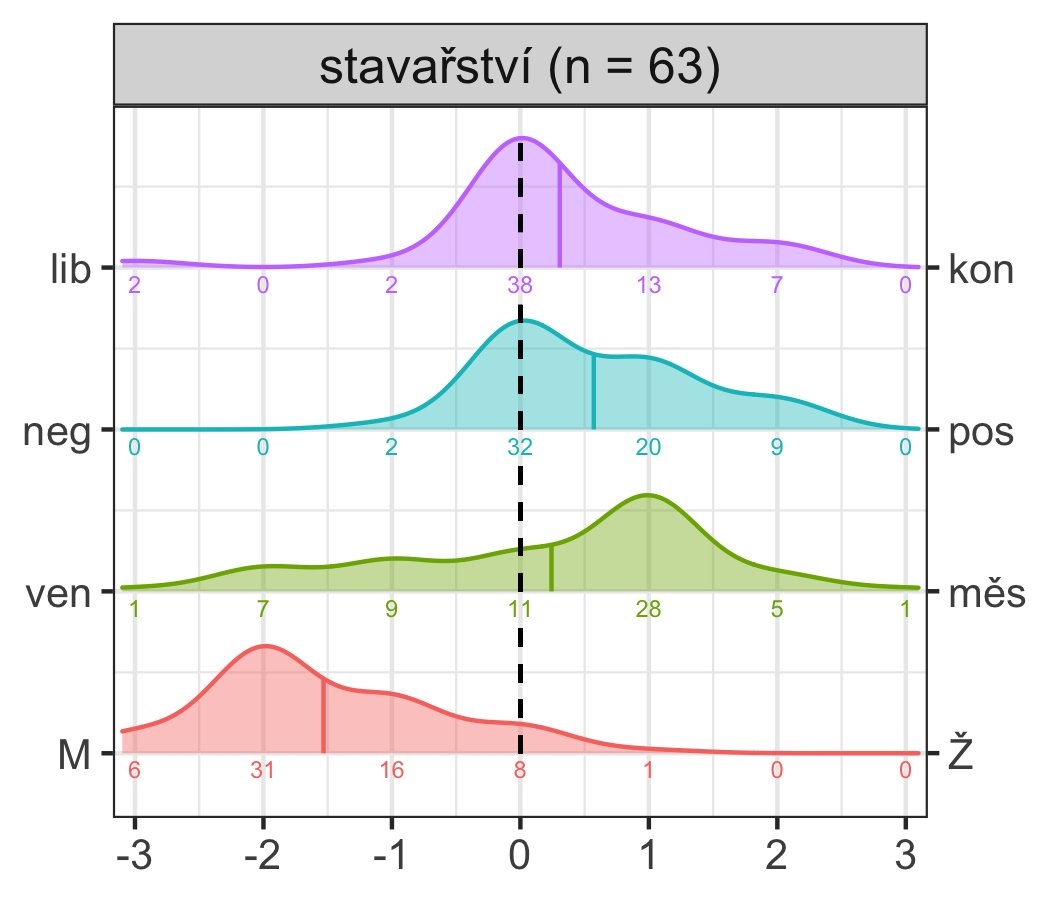 stavařství (n = 63)
lib kon
2 0 2 38 13 7 0
neg pos
0 0 2 32 20 9 0
ven měs
1 7 9 11 28 5 1
M Ž
6 31 16 8 1 0 0
-3 -2 -1 0 1 2 3